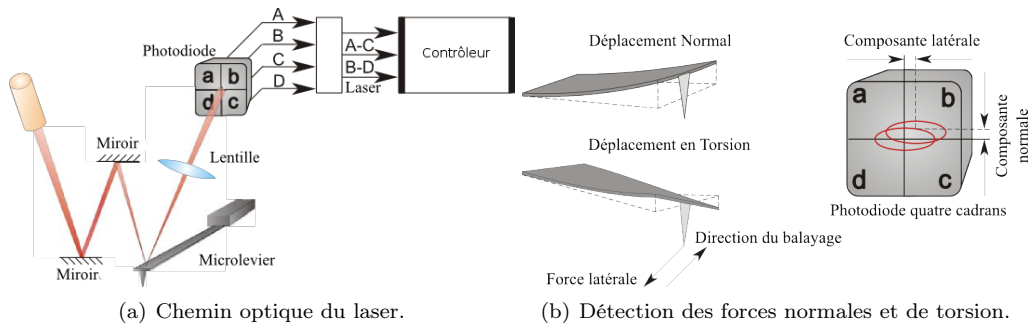 A
B
C
D
Photodiode
a b
d c
A-C
B-D
Laser
Contrôleur
Miroir
Lentille
Microlevier
Miroir
(a) Chemin optique du laser.
Déplacement Normal
Déplacement en Torsion
Direction du balayage
Force latérale
Composante latérale
a
b
d
c
Composante
normale
Photodiode quatre cadrans
(b) Détection des forces normales et de torsion.